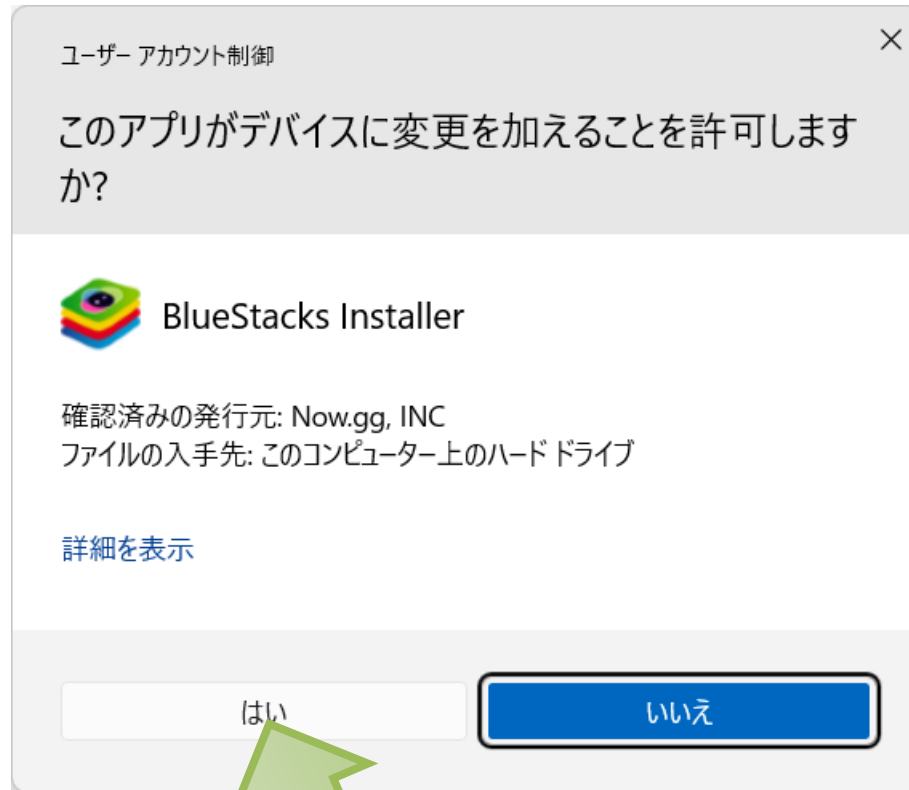 ユーザー アカウント制御
このアプリがデバイスに変更を加えることを許可します
か?
BlueStacks Installer
確認済みの発行元: Now.gg, INC
ファイルの入手先: このコンピューター上のハード ドライブ
詳細を表示
はい
いいえ